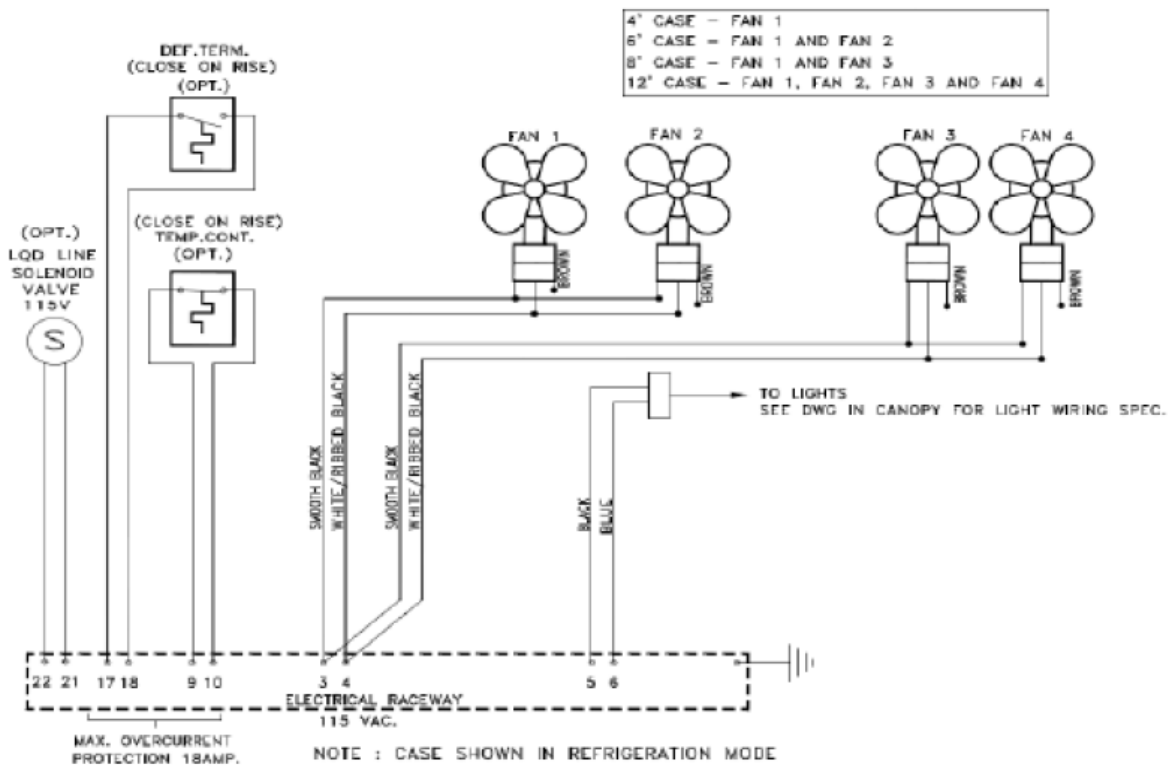 4' CASE - FAN 1
6' CASE - FAN 1 AND FAN 2
8' CASE - FAN 1 AND FAN 3
12' CASE - FAN 1, FAN 2, FAN 3 AND FAN 4
DEF.TERM.
(CLOSE ON RISE)
(OPT.)
FAN 1
FAN 2
FAN 3
FAN 4
BROWN
BROWN
BROWN
BROWN
(CLOSE ON RISE)
TEMP.CONT.
(OPT.)
(OPT.)
LQD LINE
SOLENOID
VALVE
115V
S
TO LIGHTS
SEE DWG IN CANOPY FOR LIGHT WIRING SPEC.
SMOOTH BLACK
WHITE/RIBBED BLACK
SMOOTH BLACK
WHITE/RIBBED BLACK
BLACK
BLUE
22 21 17 18 9 10 3 4 5 6
ELECTRICAL RACEWAY
115 VAC.
MAX. OVERCURRENT
PROTECTION 18AMP.
NOTE : CASE SHOWN IN REFRIGERATION MODE